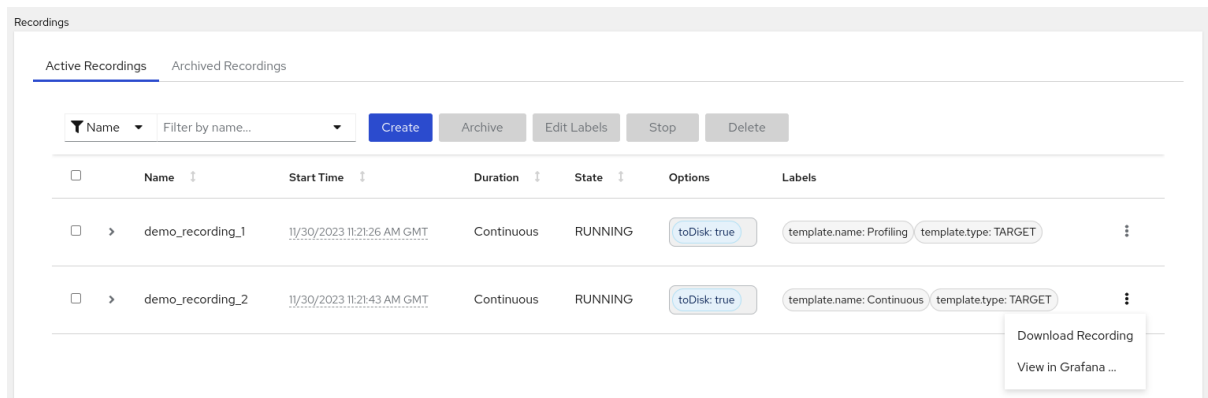 Recordings
Active Recordings Archived Recordings
Name Filter by name... Create Archive Edit Labels Stop Delete
Name Start Time Duration State Options Labels
demo_recording_1 11/30/2023 11:21:26 AM GMT Continuous RUNNING toDisk: true template.name: Profiling template.type: TARGET
demo_recording_2 11/30/2023 11:21:43 AM GMT Continuous RUNNING toDisk: true template.name: Continuous template.type: TARGET
Download Recording
View in Grafana ...